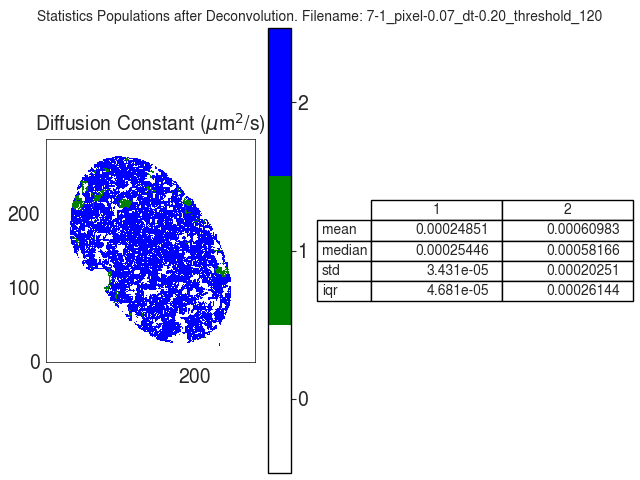 Statistics Populations after Deconvolution. Filename: 7-1_pixel-0.07_dt-0.20_threshold_120
Diffusion Constant (μm²/s)
200
100
0
0 200
2
1
0
1 2
mean 0.00024851 0.00060983
median 0.00025446 0.00058166
std 3.431e-05 0.00020251
iqr 4.681e-05 0.00026144